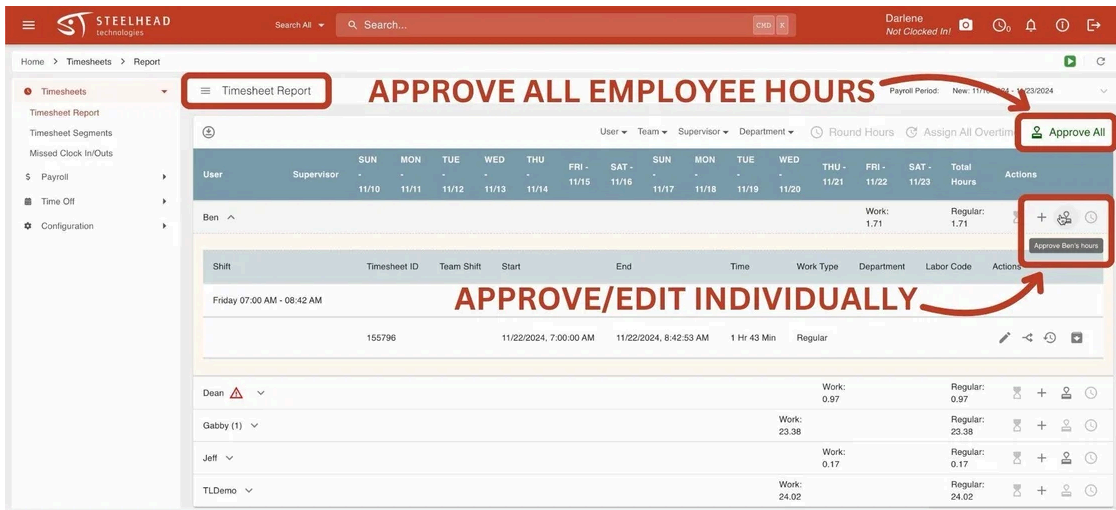 STEELHEAD
technologies
Search All
Search...
CMD K
Darlene
Not Clocked In!
0
Home > Timesheets > Report
Timesheets
Timesheet Report
Timesheet Segments
Missed Clock In/Outs
$ Payroll
Time Off
Configuration
Timesheet Report
APPROVE ALL EMPLOYEE HOURS
Payroll Period:
User Team Supervisor Department Round Hours
Approve All
User Supervisor SUN - 11/10 MON - 11/11 TUE - 11/12 WED - 11/13 THU - 11/14 FRI - 11/15 SAT - 11/16 SUN - 11/17 MON - 11/18 TUE - 11/19 WED - 11/20 THU - 11/21 FRI - 11/22 SAT - 11/23 Total Hours Actions
Ben
Work: 1.71
Regular: 1.71
Approve Ben's hours
Shift Timesheet ID Team Shift Start End Time Work Type Department Labor Code Actions
Friday 07:00 AM - 08:42 AM
APPROVE/EDIT INDIVIDUALLY
155796 11/22/2024, 7:00:00 AM 11/22/2024, 8:42:53 AM 1 Hr 43 Min Regular
Dean
Work: 0.97
Regular: 0.97
Gabby (1)
Work: 23.38
Regular: 23.38
Jeff
Work: 0.17
Regular: 0.17
TLDemo
Work: 24.02
Regular: 24.02